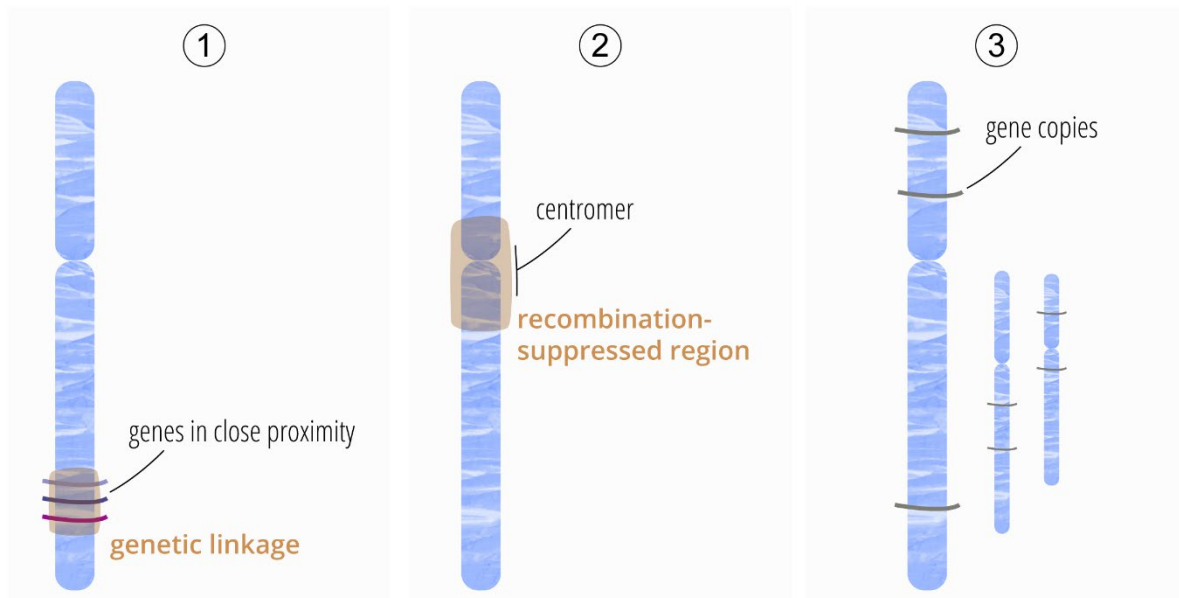 1
genes in close proximity
genetic linkage
2
centromer
recombination-
suppressed region
3
gene copies